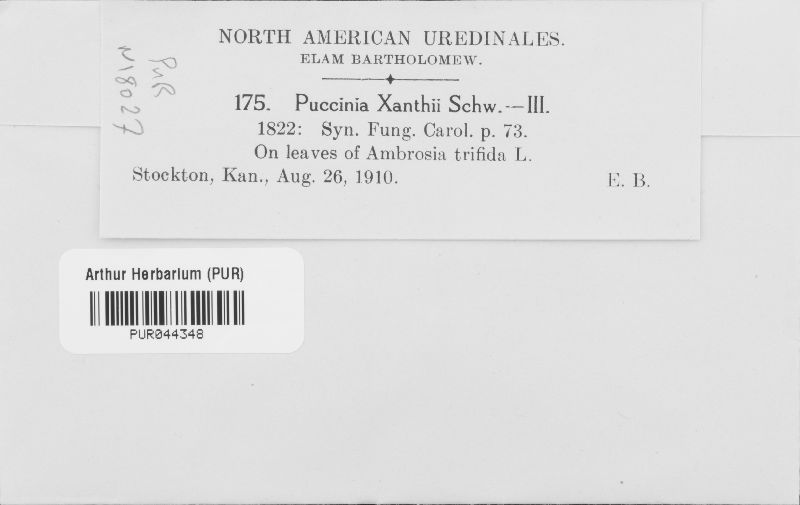 NORTH AMERICAN UREDINALES.
ELAM BARTHOLOMEW.
175. Puccinia Xanthii Schw.—III.
1822: Syn. Fung. Carol. p. 73.
On leaves of Ambrosia trifida L.
Stockton, Kan., Aug. 26, 1910. E. B.
PUR
N18027
Arthur Herbarium (PUR)
PUR044348